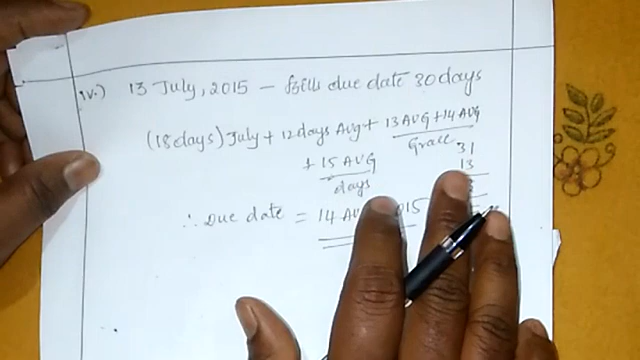 iv.) 13 July, 2015 – bills due date 30 days
(18 days) July + 12 days Aug + 13 AUG + 14 AUG
Grace
+ 15 AUG
days
31
13
∴ Due date = 14 AU 015